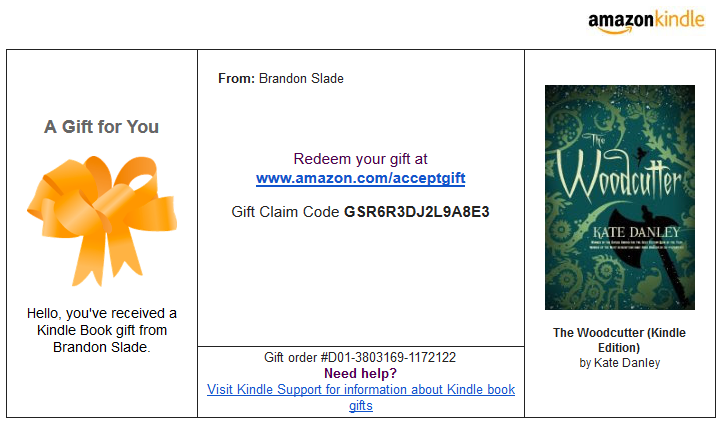 amazonkindle
A Gift for You
Hello, you've received a
Kindle Book gift from
Brandon Slade.
From: Brandon Slade
Redeem your gift at
www.amazon.com/acceptgift
Gift Claim Code GSR6R3DJ2L9A8E3
Gift order #D01-3803169-1172122
Need help?
Visit Kindle Support for information about Kindle book
gifts
The
Woodcutter
KATE DANLEY
The Woodcutter (Kindle
Edition)
by Kate Danley